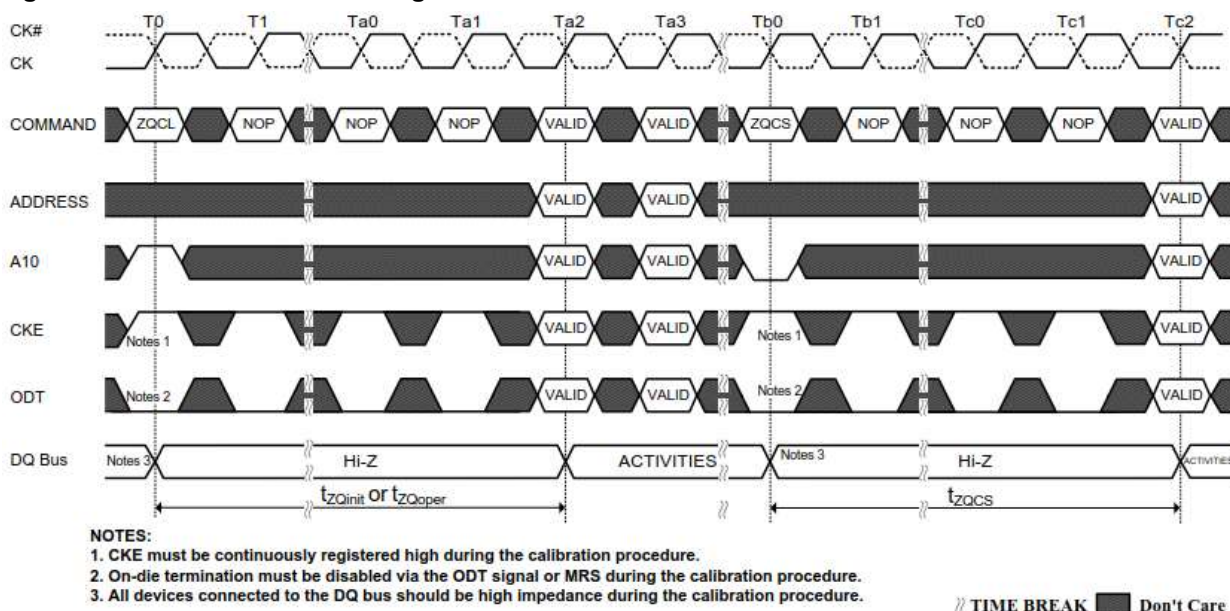 T0 T1 Ta0 Ta1 Ta2 Ta3 Tb0 Tb1 Tc0 Tc1 Tc2
CK#
CK
COMMAND ZQCL NOP NOP NOP VALID VALID ZQCS NOP NOP NOP VALID
ADDRESS VALID VALID VALID
A10 VALID VALID VALID
CKE Notes 1 VALID VALID Notes 1 VALID
ODT Notes 2 VALID VALID Notes 2 VALID
DQ Bus Notes 3 Hi-Z ACTIVITIES Notes 3 Hi-Z ACTIVITIES
tZQinit or tZQoper tZQCS
NOTES:
1. CKE must be continuously registered high during the calibration procedure.
2. On-die termination must be disabled via the ODT signal or MRS during the calibration procedure.
3. All devices connected to the DQ bus should be high impedance during the calibration procedure.
TIME BREAK Don't Care